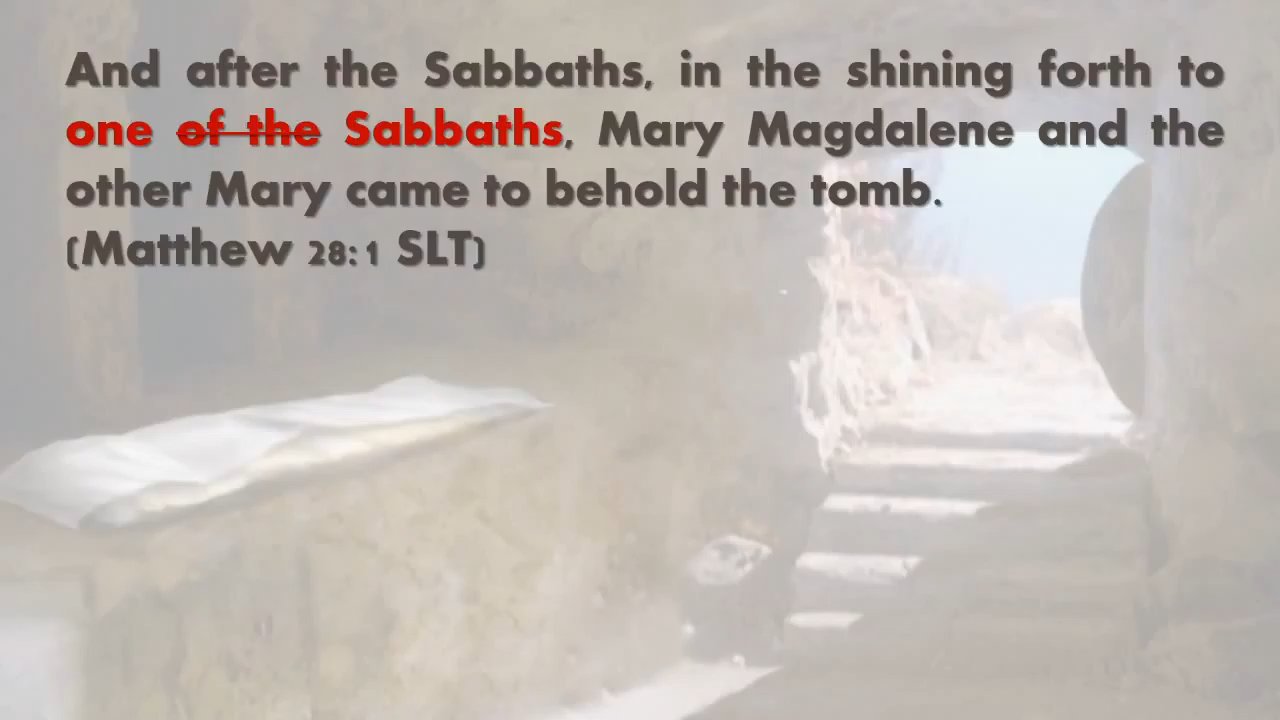 And after the Sabbaths, in the shining forth to
one of the Sabbaths, Mary Magdalene and the
other Mary came to behold the tomb.
(Matthew 28:1 SLT)